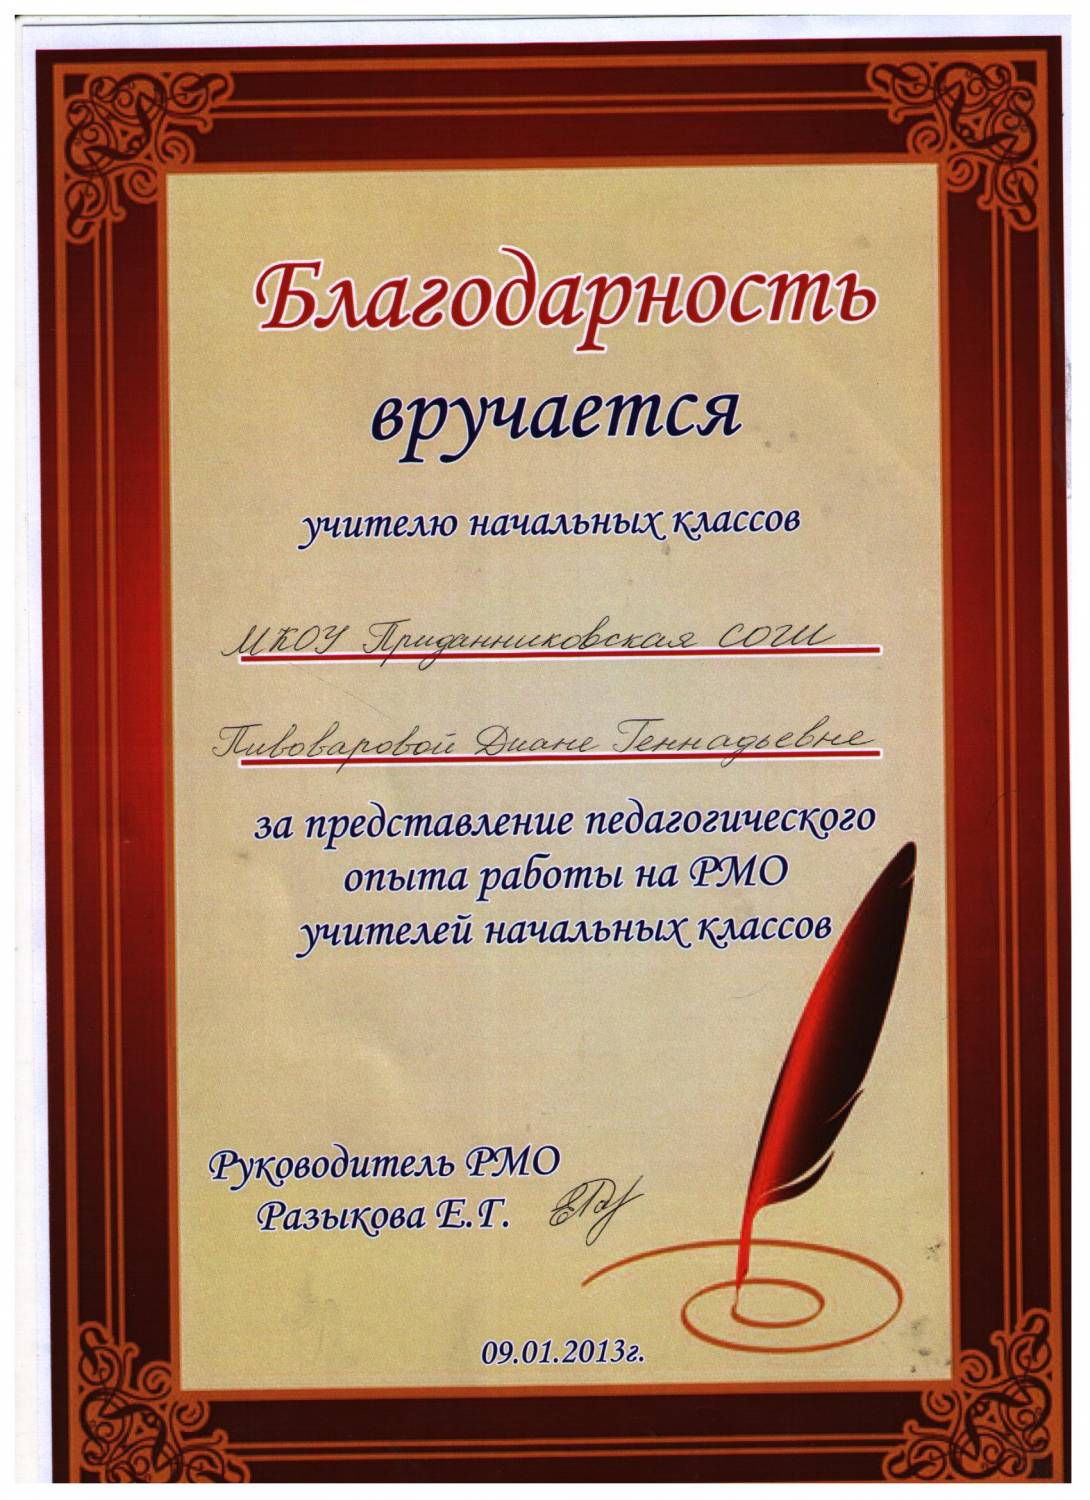 Благодарность
вручается
учителю начальных классов
МКОУ Приданниковская СОШ
Пивоваровой Диане Геннадьевне
за представление педагогического
опыта работы на РМО
учителей начальных классов
Руководитель РМО
Разыкова Е.Г.
09.01.2013г.